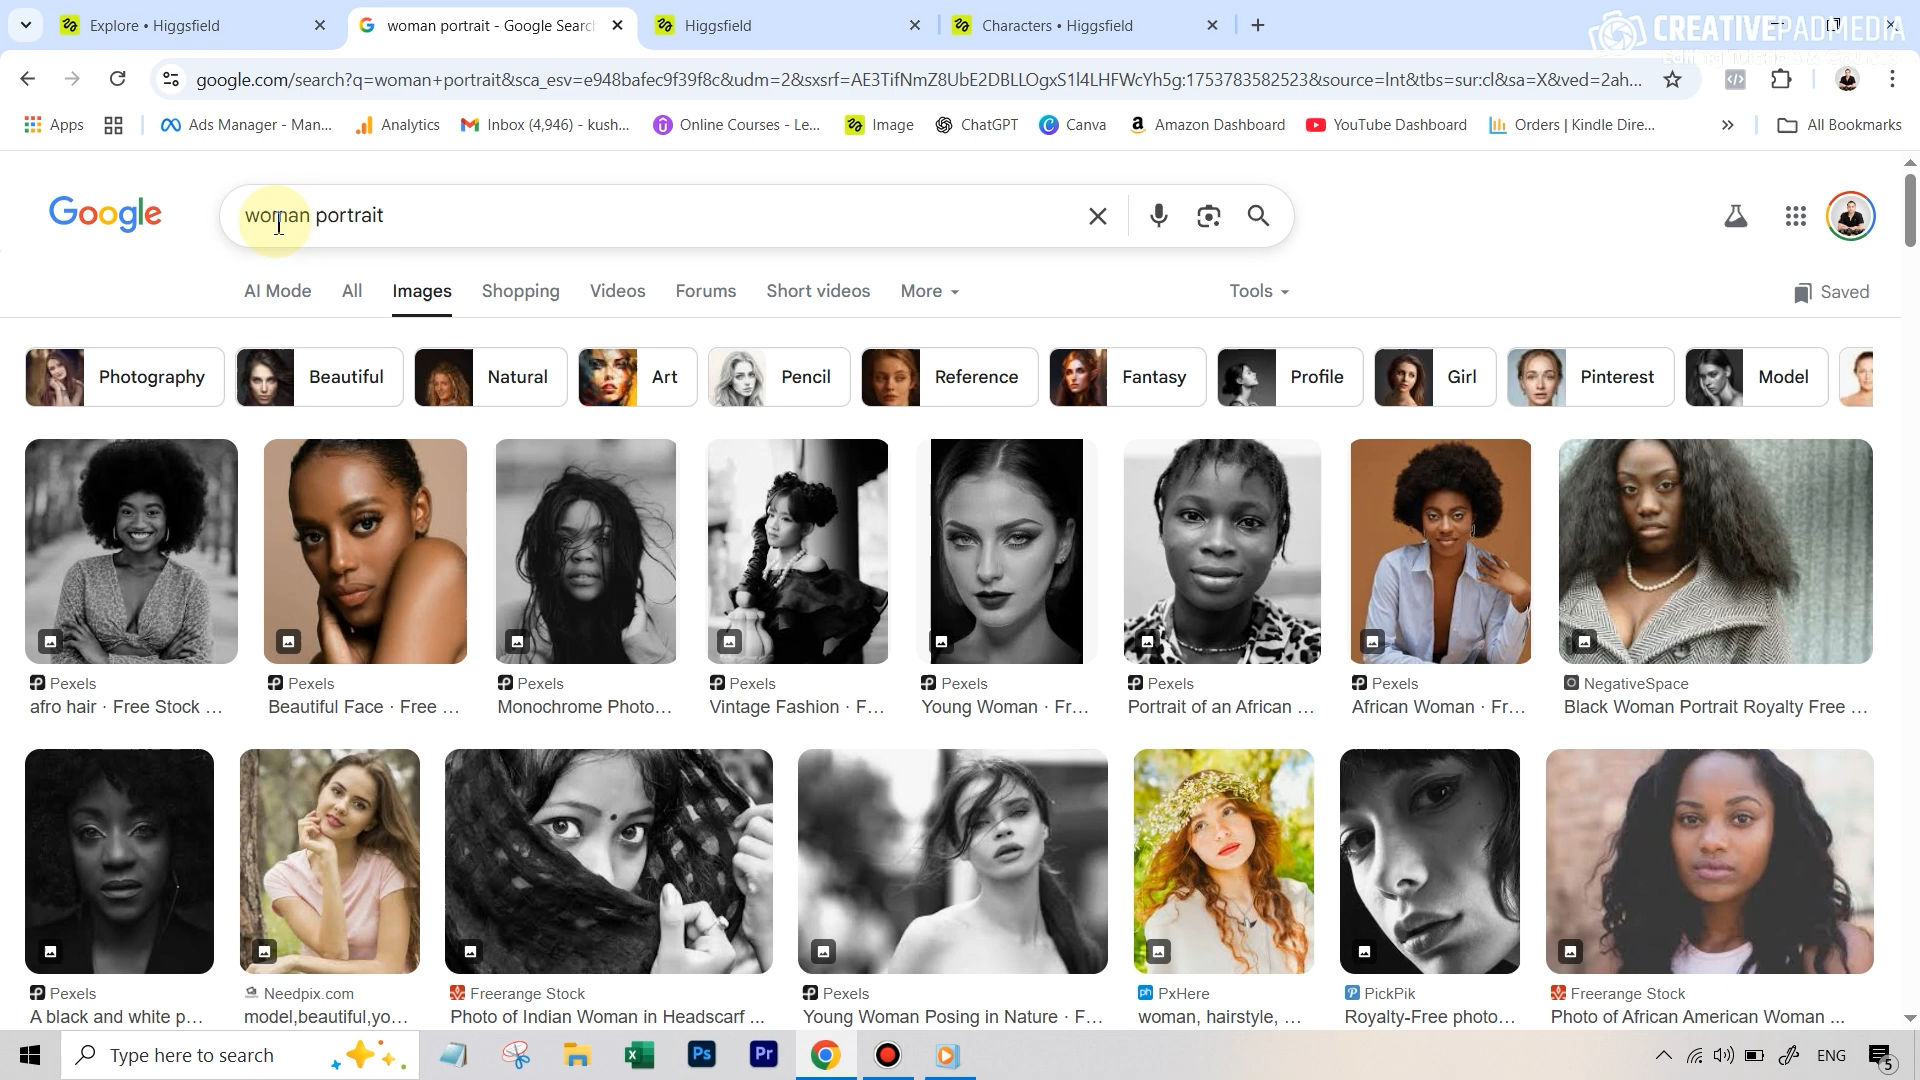 Explore • Higgsfield
woman portrait - Google Searc
Higgsfield
Characters • Higgsfield
CREATIVEPADMEDIA
google.com/search?q=woman+portrait&sca_esv=e948bafec9f39f8c&udm=2&sxsrf=AE3TifNmZ8UbE2DBLLOgxS1l4LHFWcYh5g:1753783582523&source=lnt&tbs=sur:cl&sa=X&ved=2ah...
Apps
Ads Manager - Man...
Analytics
Inbox (4,946) - kush...
Online Courses - Le...
Image
ChatGPT
Canva
Amazon Dashboard
YouTube Dashboard
Orders | Kindle Dire...
All Bookmarks
Google
woman portrait
AI Mode
All
Images
Shopping
Videos
Forums
Short videos
More
Tools
Saved
Photography
Beautiful
Natural
Art
Pencil
Reference
Fantasy
Profile
Girl
Pinterest
Model
Pexels
Pexels
Pexels
Pexels
Pexels
Pexels
Pexels
NegativeSpace
afro hair · Free Stock ...
Beautiful Face · Free ...
Monochrome Photo...
Vintage Fashion · F...
Young Woman · Fr...
Portrait of an African ...
African Woman · Fr...
Black Woman Portrait Royalty Free ...
Pexels
Needpix.com
Freerange Stock
Pexels
PxHere
PickPik
Freerange Stock
A black and white p...
model,beautiful,yo...
Photo of Indian Woman in Headscarf ...
Young Woman Posing in Nature · F...
woman, hairstyle, ...
Royalty-Free photo...
Photo of African American Woman ...
Type here to search
Ps
Pr
ENG
5